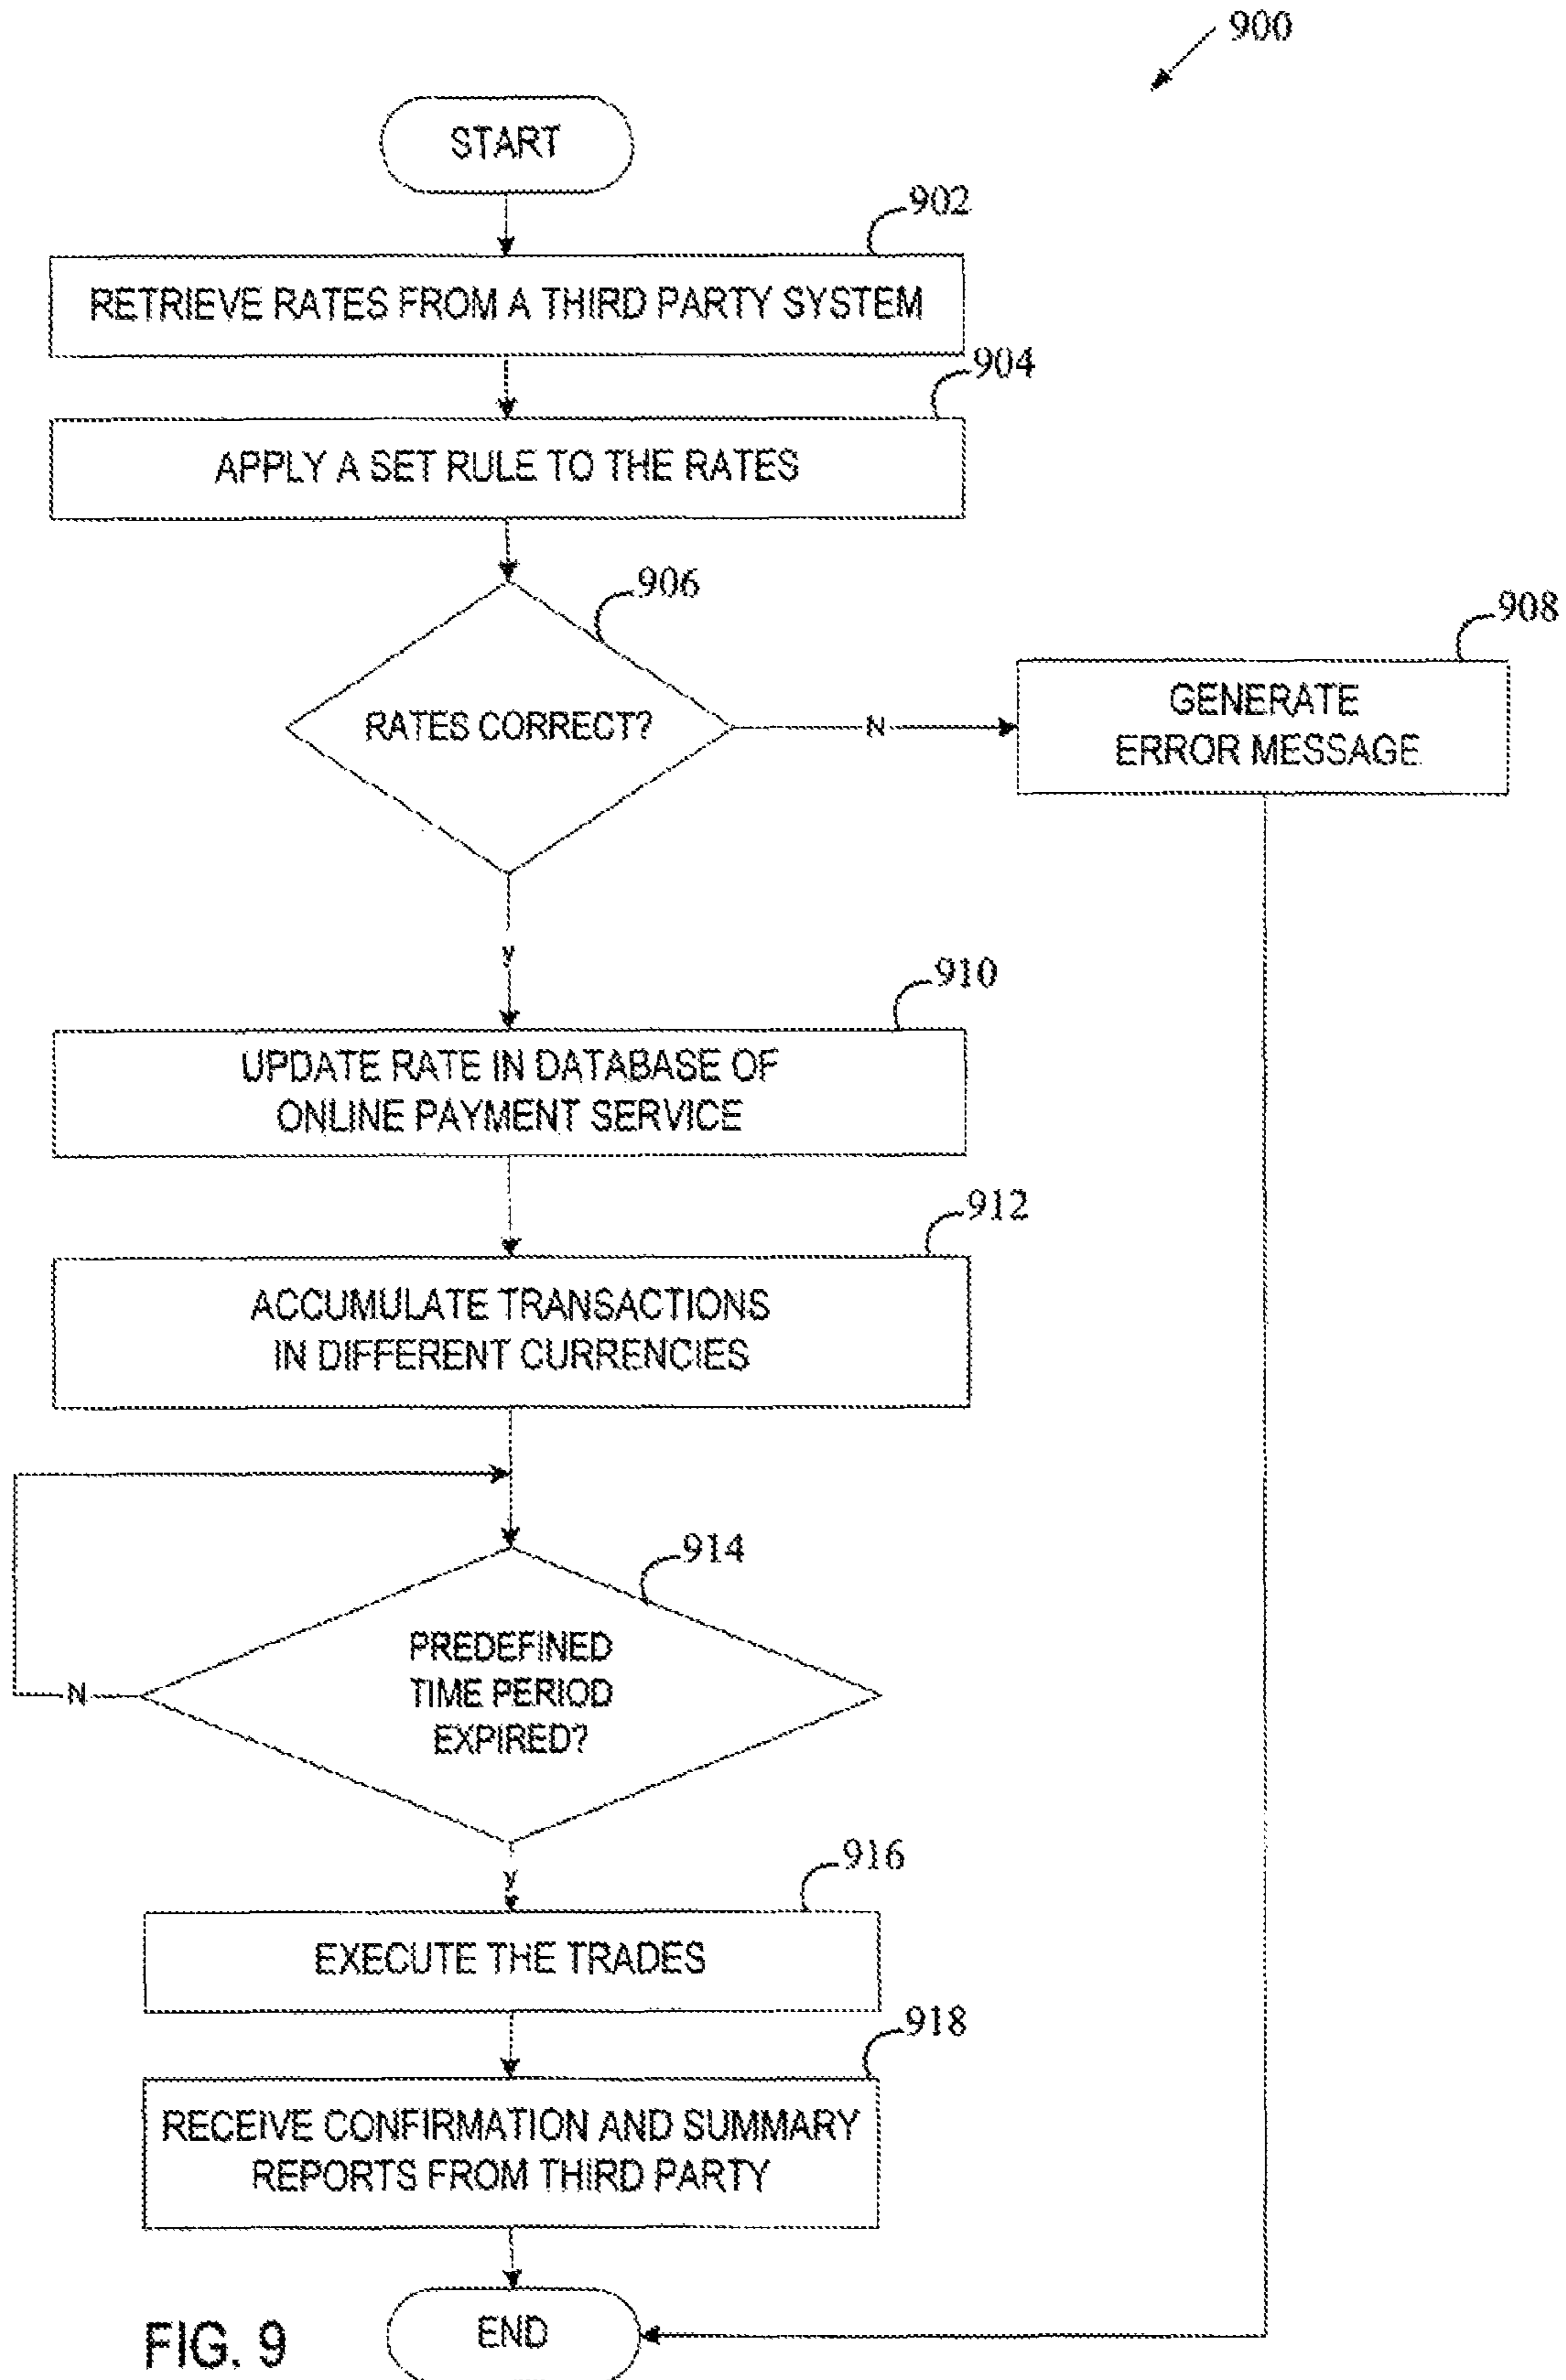 900
START
902
RETRIEVE RATES FROM A THIRD PARTY SYSTEM
904
APPLY A SET RULE TO THE RATES
906
RATES CORRECT?
N
908
GENERATE
ERROR MESSAGE
Y
910
UPDATE RATE IN DATABASE OF
ONLINE PAYMENT SERVICE
912
ACCUMULATE TRANSACTIONS
IN DIFFERENT CURRENCIES
914
PREDEFINED
TIME PERIOD
EXPIRED?
N
Y
916
EXECUTE THE TRADES
918
RECEIVE CONFIRMATION AND SUMMARY
REPORTS FROM THIRD PARTY
END
FIG. 9